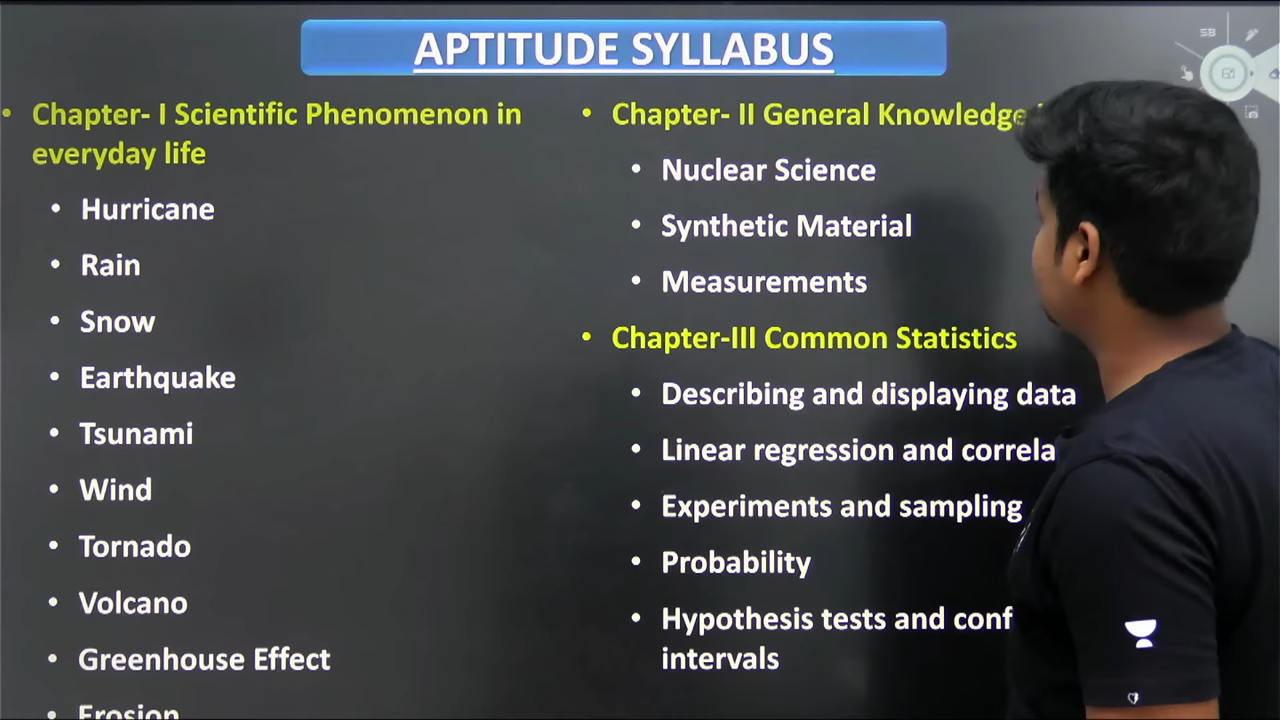 APTITUDE SYLLABUS
• Chapter- I Scientific Phenomenon in
everyday life
• Hurricane
• Rain
• Snow
• Earthquake
• Tsunami
• Wind
• Tornado
• Volcano
• Greenhouse Effect
• Erosion
• Chapter- II General Knowledge
• Nuclear Science
• Synthetic Material
• Measurements
• Chapter-III Common Statistics
• Describing and displaying data
• Linear regression and correla
• Experiments and sampling
• Probability
• Hypothesis tests and conf
intervals
SB